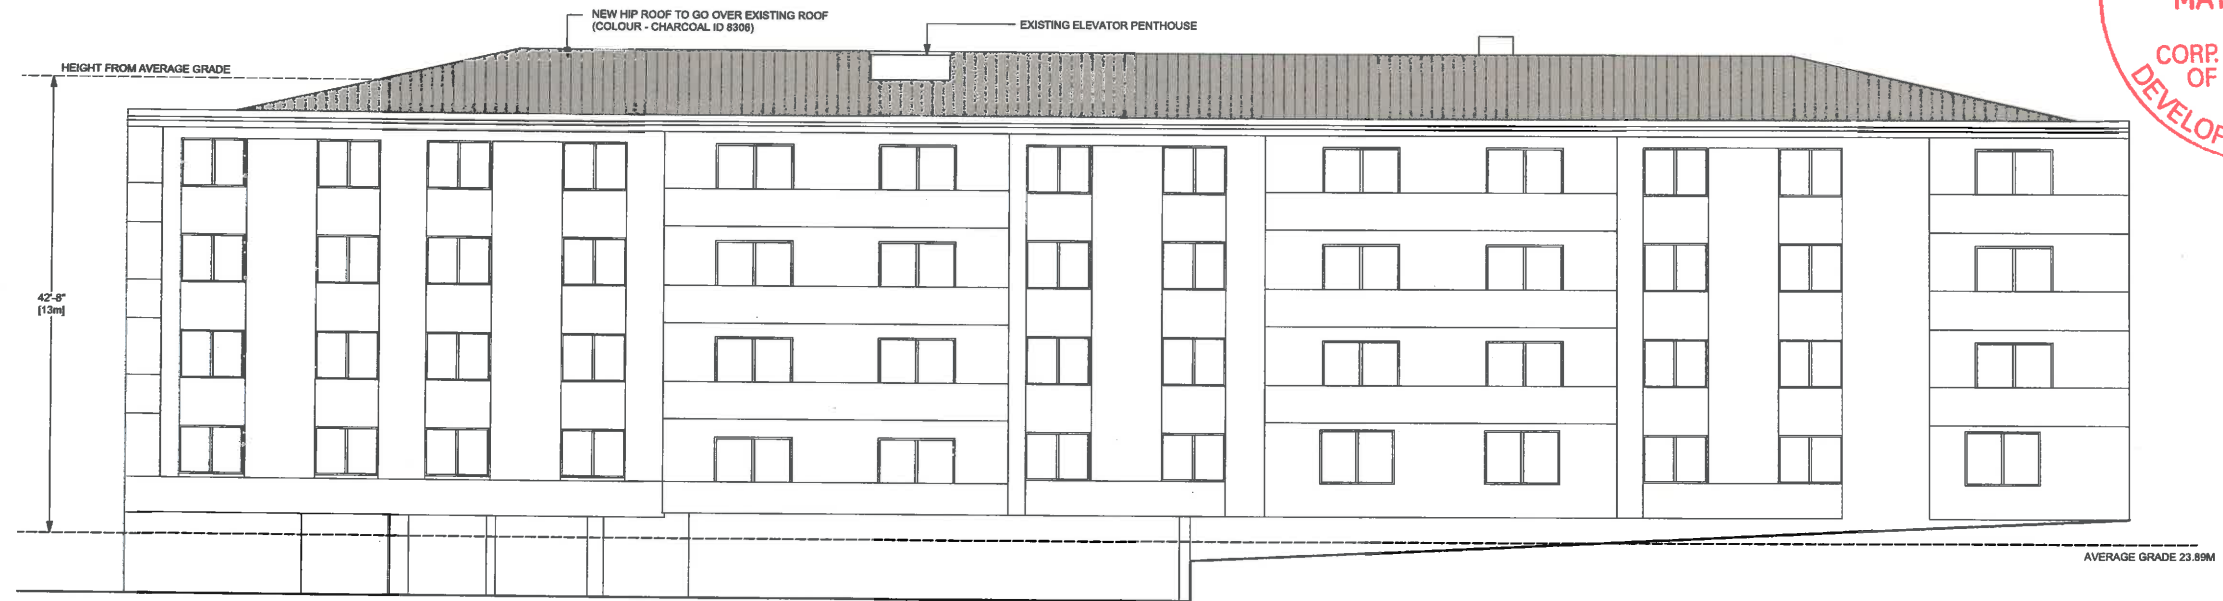 NEW HIP ROOF TO GO OVER EXISTING ROOF
(COLOUR - CHARCOAL ID 8306)
EXISTING ELEVATOR PENTHOUSE
HEIGHT FROM AVERAGE GRADE
42'-8"
[13m]
AVERAGE GRADE 23.89M
CORP.
OF